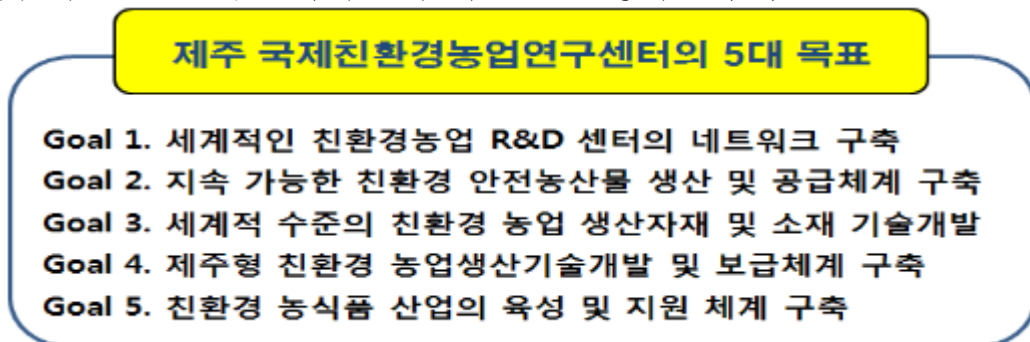 제주 국제친환경농업연구센터의 5대 목표
Goal 1. 세계적인 친환경농업 R&D 센터의 네트워크 구축
Goal 2. 지속 가능한 친환경 안전농산물 생산 및 공급체계 구축
Goal 3. 세계적 수준의 친환경 농업 생산자재 및 소재 기술개발
Goal 4. 제주형 친환경 농업생산기술개발 및 보급체계 구축
Goal 5. 친환경 농식품 산업의 육성 및 지원 체계 구축